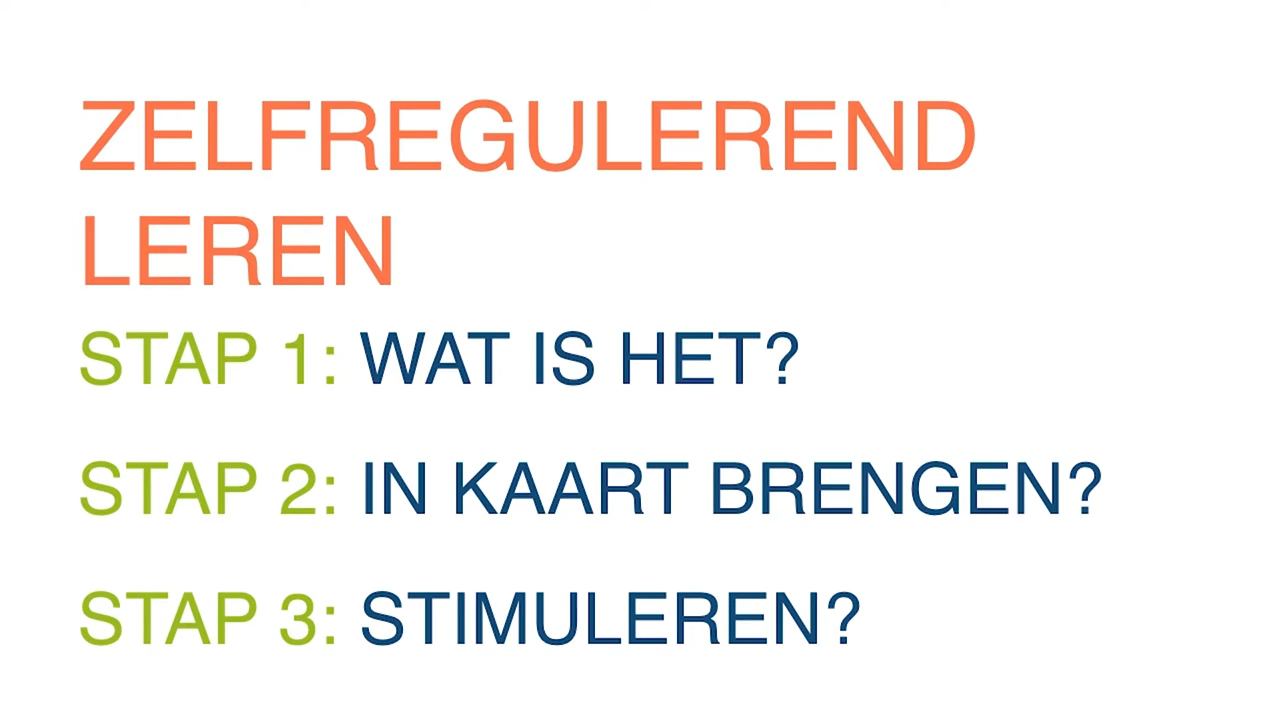 ZELFREGULEREND
LEREN
STAP 1: WAT IS HET?
STAP 2: IN KAART BRENGEN?
STAP 3: STIMULEREN?